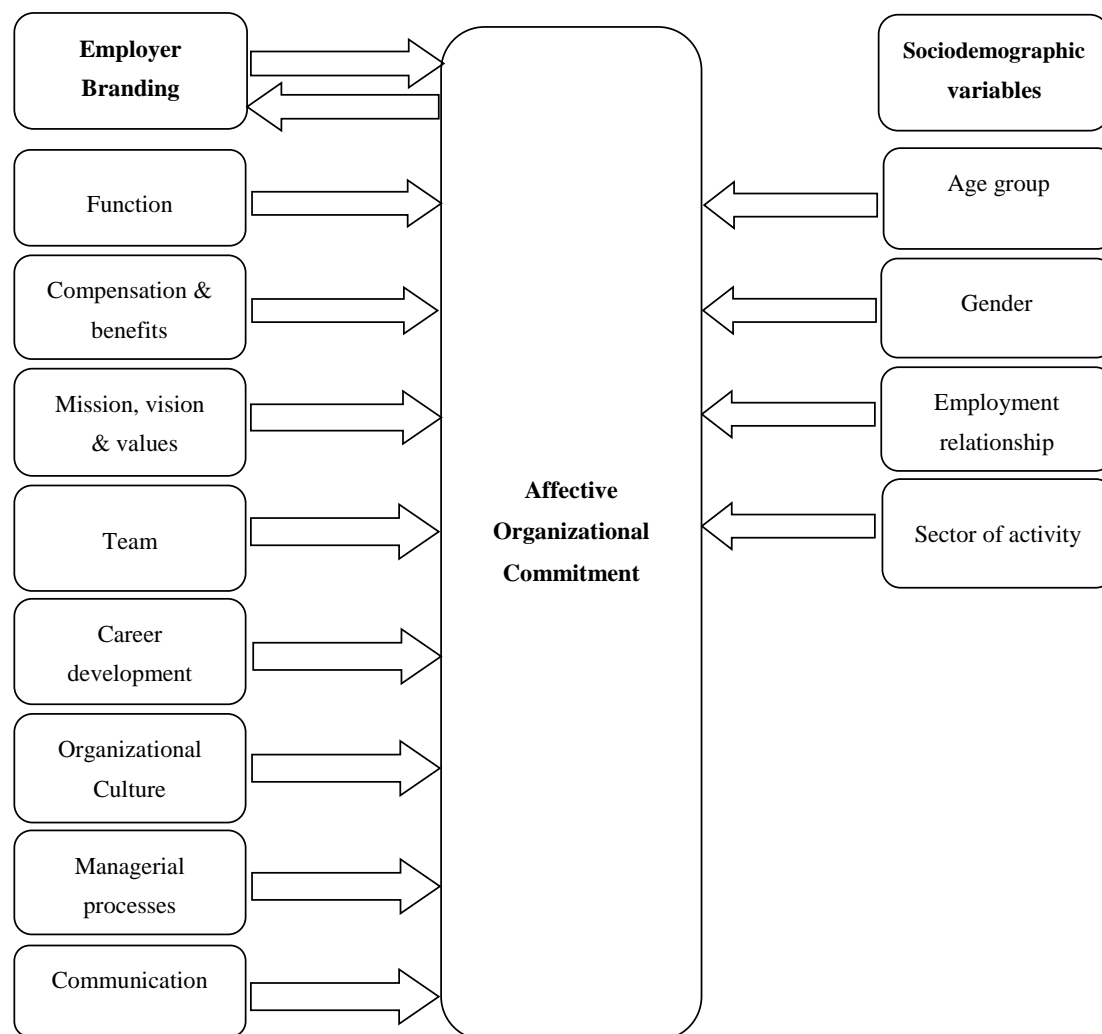 Employer
Branding
Function
Compensation &
benefits
Mission, vision
& values
Team
Career
development
Organizational
Culture
Managerial
processes
Communication
Affective
Organizational
Commitment
Sociodemographic
variables
Age group
Gender
Employment
relationship
Sector of activity